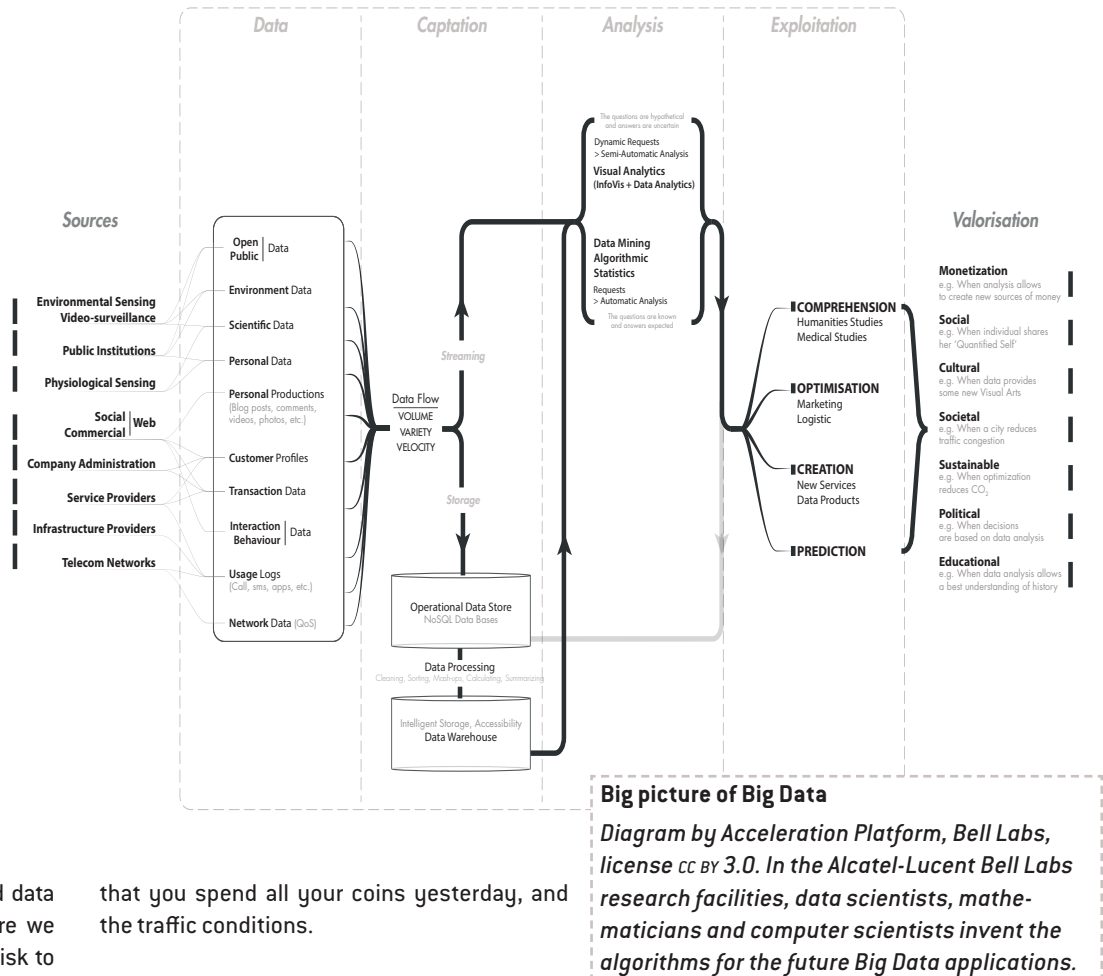 Data
Captation
Analysis
Exploitation
Sources
Environmental Sensing
Video-surveillance
Public Institutions
Physiological Sensing
Social
Commercial | Web
Company Administration
Service Providers
Infrastructure Providers
Telecom Networks
Open
Public | Data
Environment Data
Scientific Data
Personal Data
Personal Productions
(Blog posts, comments,
videos, photos, etc.)
Customer Profiles
Transaction Data
Interaction
Behaviour | Data
Usage Logs
(Call, sms, apps, etc.)
Network Data (QoS)
Data Flow
VOLUME
VARIETY
VELOCITY
Streaming
Storage
Operational Data Store
NoSQL Data Bases
Data Processing
Cleaning, Sorting, Mash-ups, Calculating, Summarizing
Intelligent Storage, Accessibility
Data Warehouse
The questions are hypothetical
and answers are uncertain
Dynamic Requests
> Semi-Automatic Analysis
Visual Analytics
(InfoVis + Data Analytics)
Data Mining
Algorithmic
Statistics
Requests
> Automatic Analysis
The questions are known
and answers expected
COMPREHENSION
Humanities Studies
Medical Studies
OPTIMISATION
Marketing
Logistic
CREATION
New Services
Data Products
PREDICTION
Valorisation
Monetization
e.g. When analysis allows
to create new sources of money
Social
e.g. When individual shares
her ‘Quantified Self’
Cultural
e.g. When data provides
some new Visual Arts
Societal
e.g. When a city reduces
traffic congestion
Sustainable
e.g. When optimization
reduces CO₂
Political
e.g. When decisions
are based on data analysis
Educational
e.g. When data analysis allows
a best understanding of history
data
re we
isk to
that you spend all your coins yesterday, and
the traffic conditions.
Big picture of Big Data
Diagram by Acceleration Platform, Bell Labs,
license CC BY 3.0. In the Alcatel-Lucent Bell Labs
research facilities, data scientists, mathe-
maticians and computer scientists invent the
algorithms for the future Big Data applications.